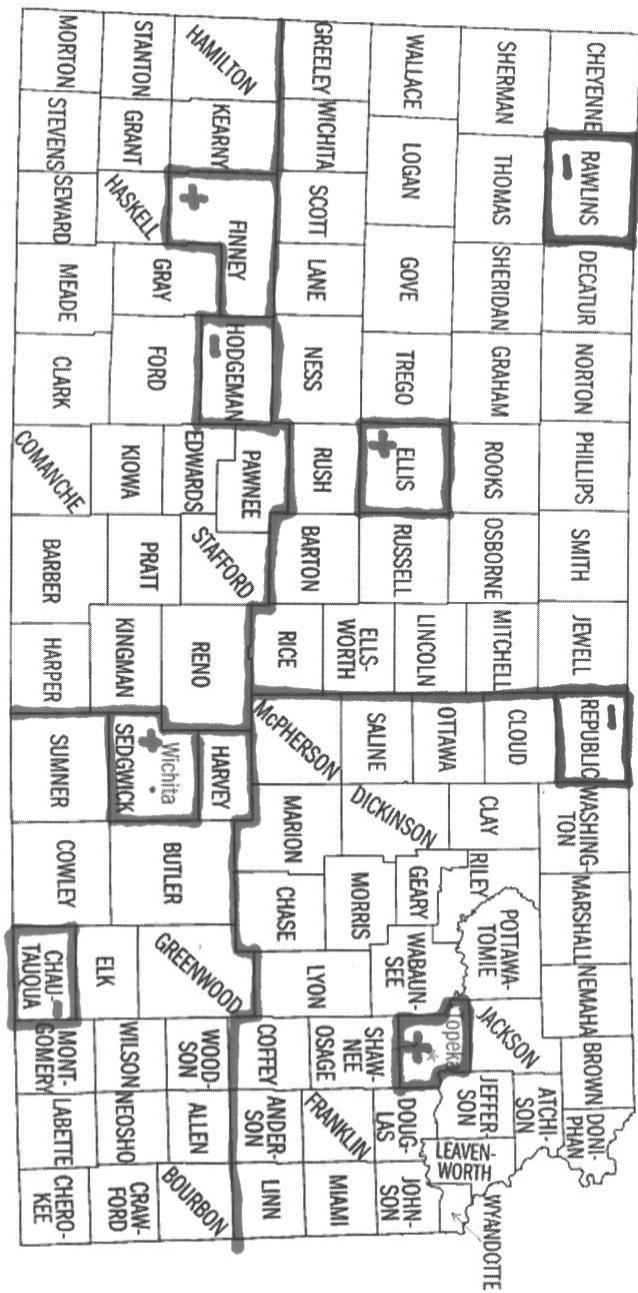 CHEYENNE
RAWLINS
DECATUR
NORTON
PHILLIPS
SMITH
JEWELL
REPUBLIC
WASHING-
TON
MARSHALL
NEMAHA
BROWN
DONI-
PHAN
SHERMAN
THOMAS
SHERIDAN
GRAHAM
ROOKS
OSBORNE
MITCHELL
CLOUD
CLAY
RILEY
POTTAWA-
TOMIE
JACKSON
ATCHI-
SON
JEFFER-
SON
LEAVEN-
WORTH
WYANDOTTE
WALLACE
LOGAN
GOVE
TREGO
ELLIS
RUSSELL
LINCOLN
OTTAWA
ELLS-
WORTH
SALINE
DICKINSON
GEARY
MORRIS
WABAUN-
SEE
Topeka
SHAW-
NEE
OSAGE
DOUG-
LAS
JOHN-
SON
GREELEY
WICHITA
SCOTT
LANE
NESS
RUSH
BARTON
RICE
McPHERSON
MARION
CHASE
LYON
FRANKLIN
MIAMI
HAMILTON
KEARNY
FINNEY
HODGEMAN
PAWNEE
EDWARDS
STAFFORD
RENO
HARVEY
BUTLER
GREENWOOD
COFFEY
ANDER-
SON
LINN
STANTON
GRANT
HASKELL
GRAY
FORD
KIOWA
PRATT
KINGMAN
Wichita
SEDGWICK
ELK
WOOD-
SON
WILSON
ALLEN
NEOSHO
BOURBON
CRAW-
FORD
MORTON
STEVENS
SEWARD
MEADE
CLARK
COMANCHE
BARBER
HARPER
SUMNER
COWLEY
CHAU-
TAUQUA
MONT-
GOMERY
LABETTE
CHERO-
KEE